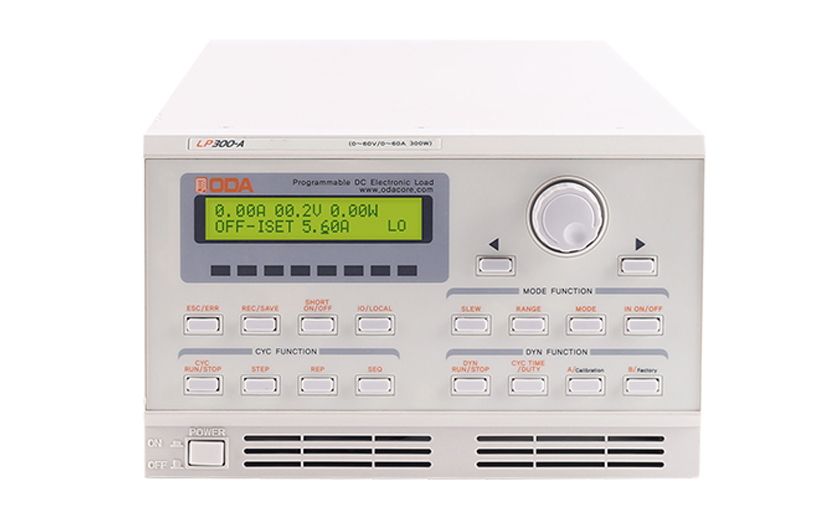 LP300-A (0~60V/0~60A 300W)
ODA Programmable DC Electronic Load
www.odacore.com
0.00A 00.2V 0.00W
OFF-ISET 5.60A LO
MODE FUNCTION
ESC/ERR REC/SAVE SHORT ON/OFF IO/LOCAL SLEW RANGE MODE IN ON/OFF
CYC FUNCTION DYN FUNCTION
CYC RUN/STOP STEP REP SEQ DYN RUN/STOP CYC TIME /DUTY A/Calibration B/Factory
POWER
ON
OFF